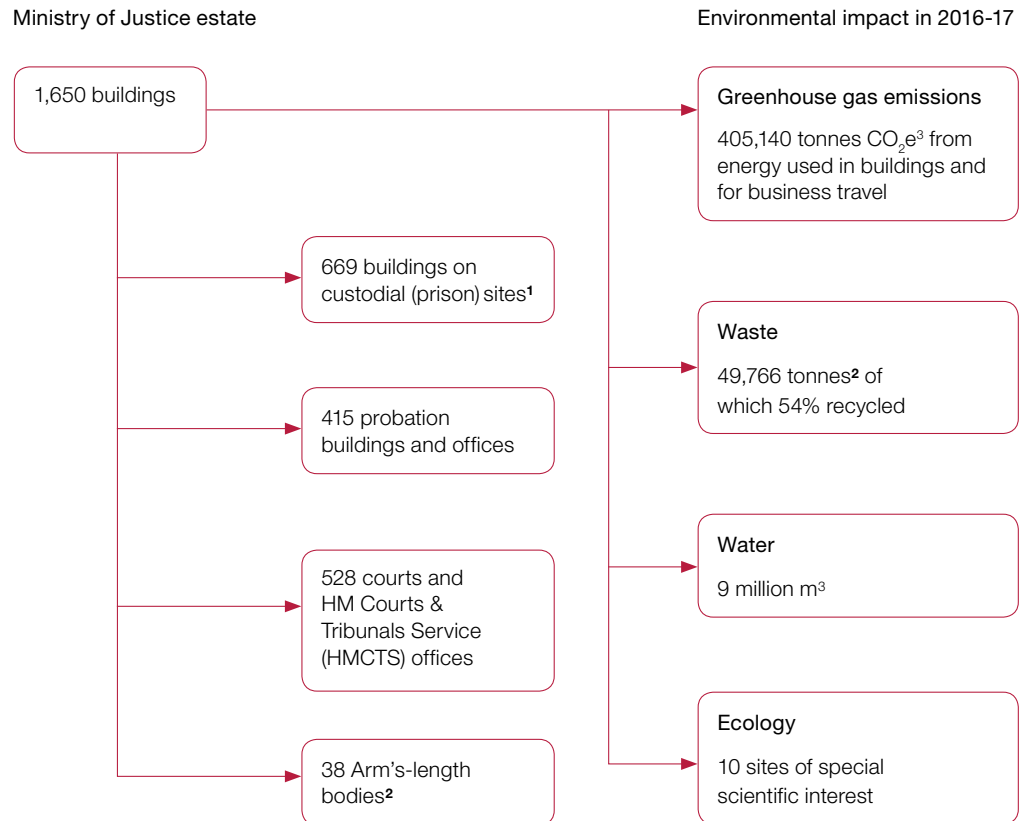 Ministry of Justice estate
1,650 buildings
669 buildings on
custodial (prison) sites¹
415 probation
buildings and offices
528 courts and
HM Courts &
Tribunals Service
(HMCTS) offices
38 Arm’s-length
bodies²
Environmental impact in 2016-17
Greenhouse gas emissions
405,140 tonnes CO₂e³ from
energy used in buildings and
for business travel
Waste
49,766 tonnes² of
which 54% recycled
Water
9 million m³
Ecology
10 sites of special
scientific interest